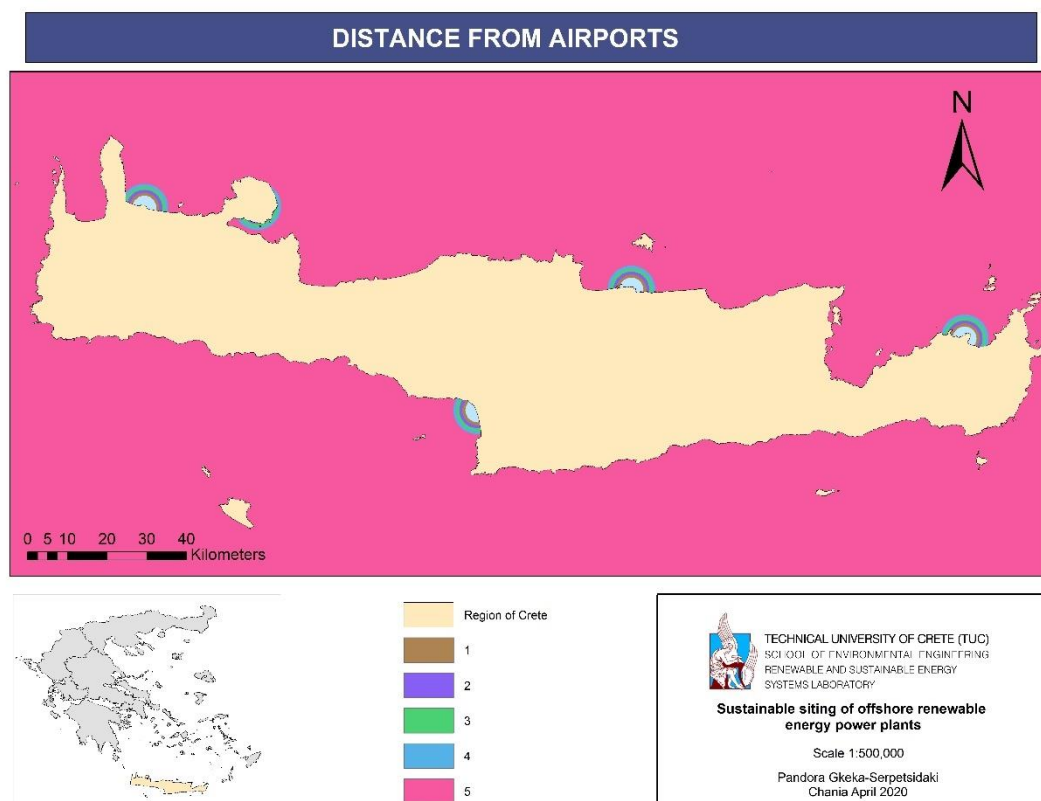 DISTANCE FROM AIRPORTS
N
0 5 10 20 30 40
Kilometers
Region of Crete
1
2
3
4
5
TECHNICAL UNIVERSITY OF CRETE (TUC)
SCHOOL OF ENVIRONMENTAL ENGINEERING
RENEWABLE AND SUSTAINABLE ENERGY
SYSTEMS LABORATORY
Sustainable siting of offshore renewable
energy power plants
Scale 1:500,000
Pandora Gkeka-Serpetsidaki
Chania April 2020